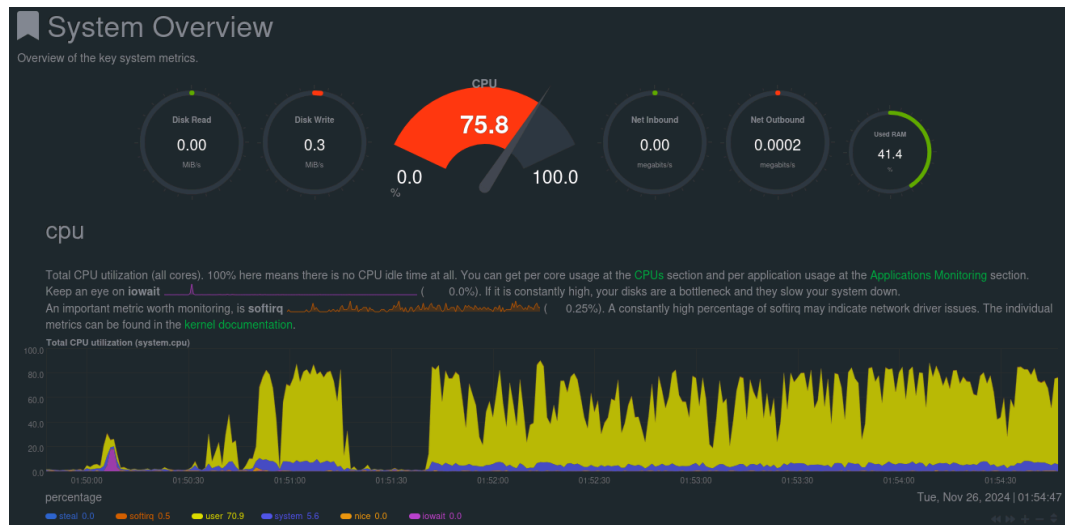 System Overview
Overview of the key system metrics.
CPU
Disk Read
0.00
MiB/s
Disk Write
0.3
MiB/s
75.8
0.0
100.0
%
Net Inbound
0.00
megabits/s
Net Outbound
0.0002
megabits/s
Used RAM
41.4
%
cpu
Total CPU utilization (all cores). 100% here means there is no CPU idle time at all. You can get per core usage at the CPUs section and per application usage at the Applications Monitoring section.
Keep an eye on iowait ( 0.0%). If it is constantly high, your disks are a bottleneck and they slow your system down.
An important metric worth monitoring, is softirq ( 0.25%). A constantly high percentage of softirq may indicate network driver issues. The individual
metrics can be found in the kernel documentation.
Total CPU utilization (system.cpu)
100.0
80.0
60.0
40.0
20.0
0.0
01:50:00 01:50:30 01:51:00 01:51:30 01:52:00 01:52:30 01:53:00 01:53:30 01:54:00 01:54:30
percentage Tue, Nov 26, 2024 | 01:54:47
steal 0.0 softirq 0.5 user 70.9 system 5.6 nice 0.0 iowait 0.0